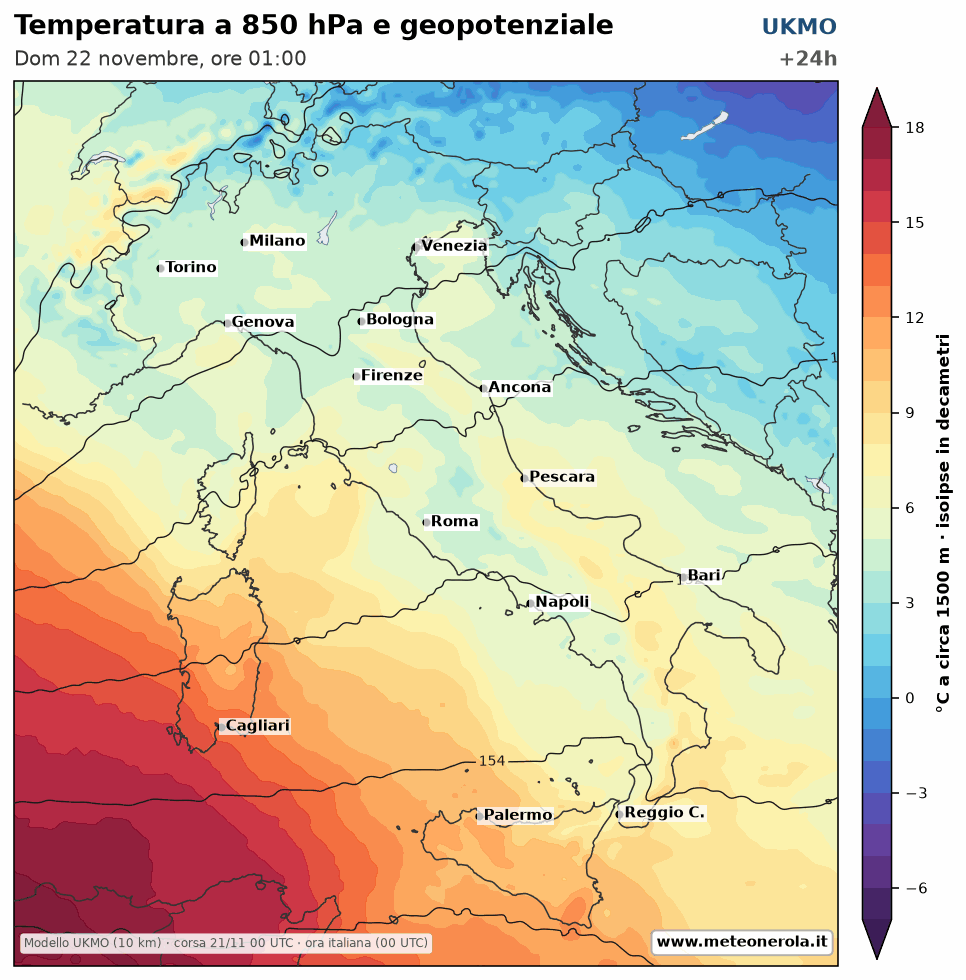 Temperatura a 850 hPa e geopotenziale
UKMO
Dom 22 novembre, ore 01:00
+24h
Milano
Venezia
Torino
Genova
Bologna
Firenze
Ancona
Pescara
Roma
Bari
Napoli
Cagliari
154
Palermo
Reggio C.
18
15
12
9
6
3
0
−3
−6
°C a circa 1500 m · isoipse in decametri
Modello UKMO (10 km) · corsa 21/11 00 UTC · ora italiana (00 UTC)
www.meteonerola.it